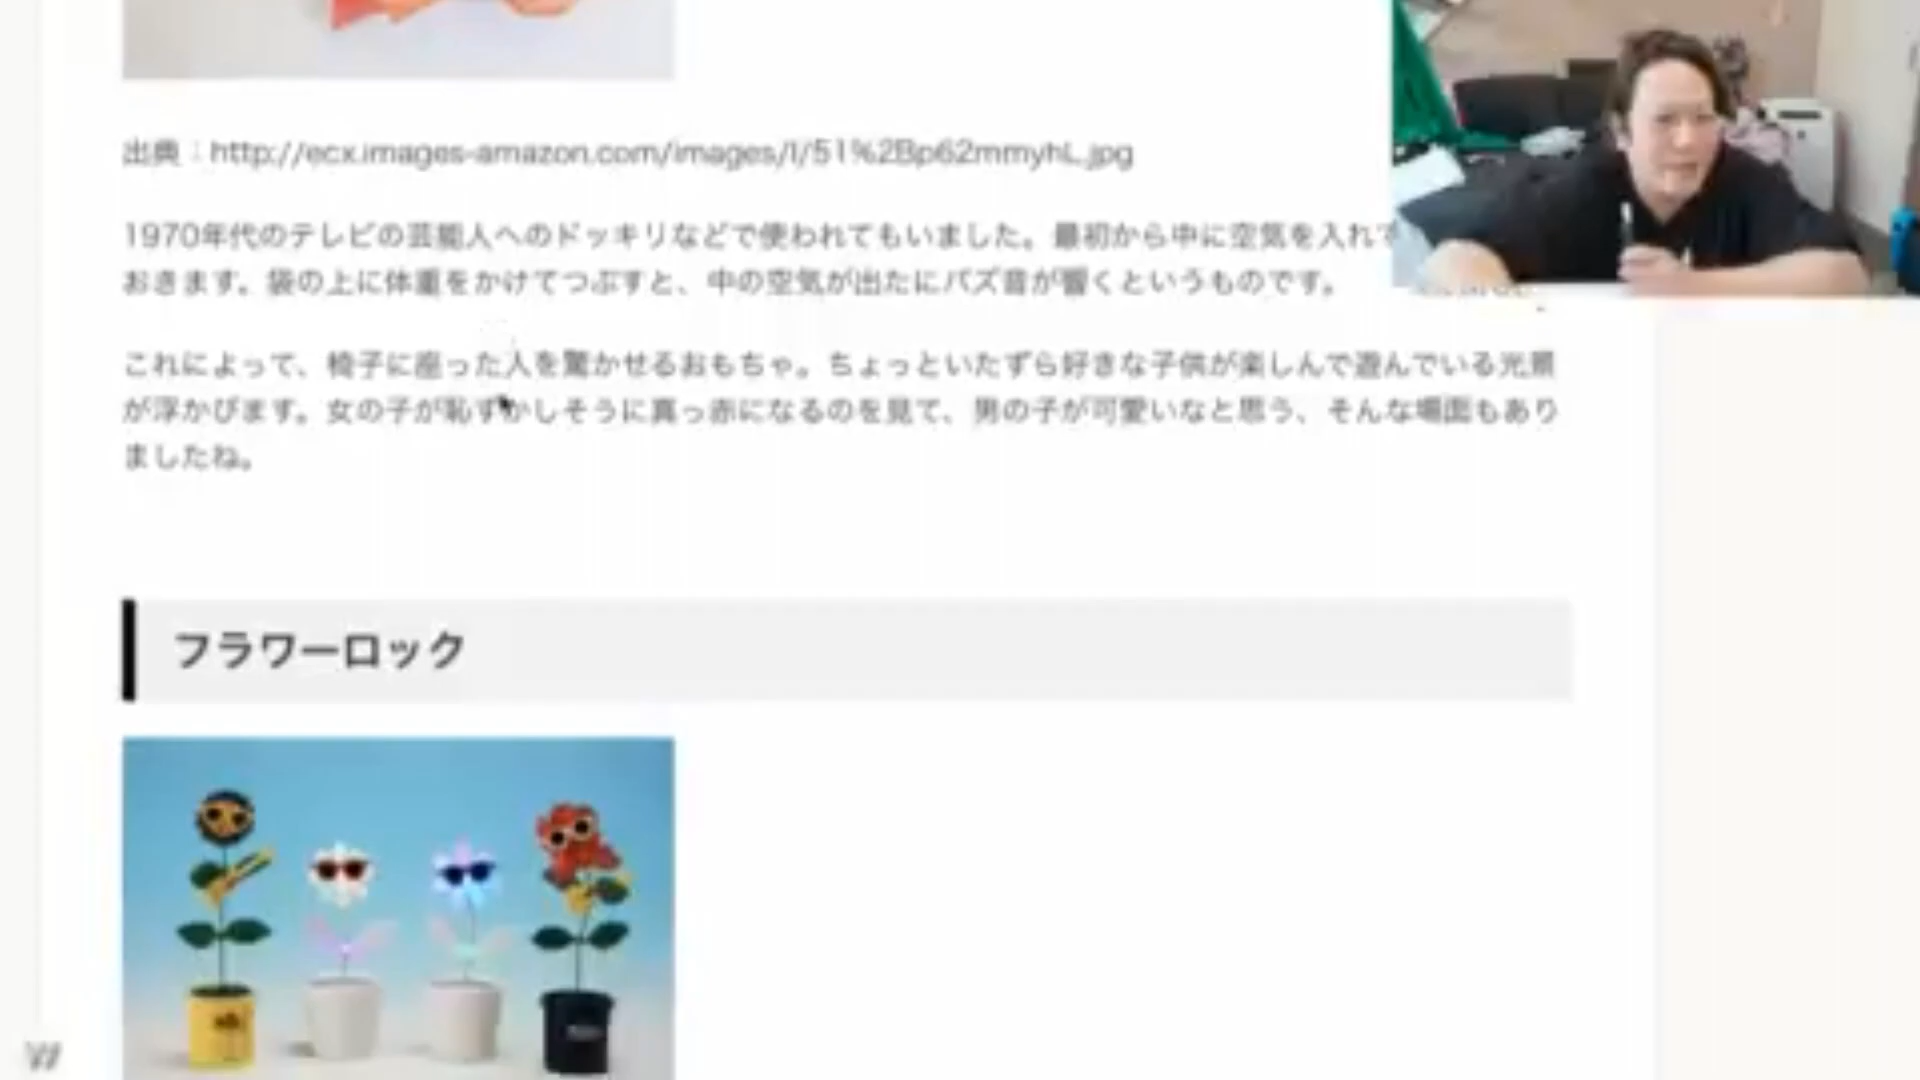 出典：http://ecx.images-amazon.com/images/I/51%2Bp62mmyhL.jpg
1970年代のテレビの芸能人へのドッキリなどで使われてもいました。最初から中に空気を入れて
おきます。袋の上に体重をかけてつぶすと、中の空気が出たにバズ音が響くというものです。
これによって、椅子に座った人を驚かせるおもちゃ。ちょっといたずら好きな子供が楽しんで遊んでいる光景
が浮かびます。女の子が恥ずかしそうに真っ赤になるのを見て、男の子が可愛いなと思う、そんな場面もあり
ましたね。
フラワーロック
W